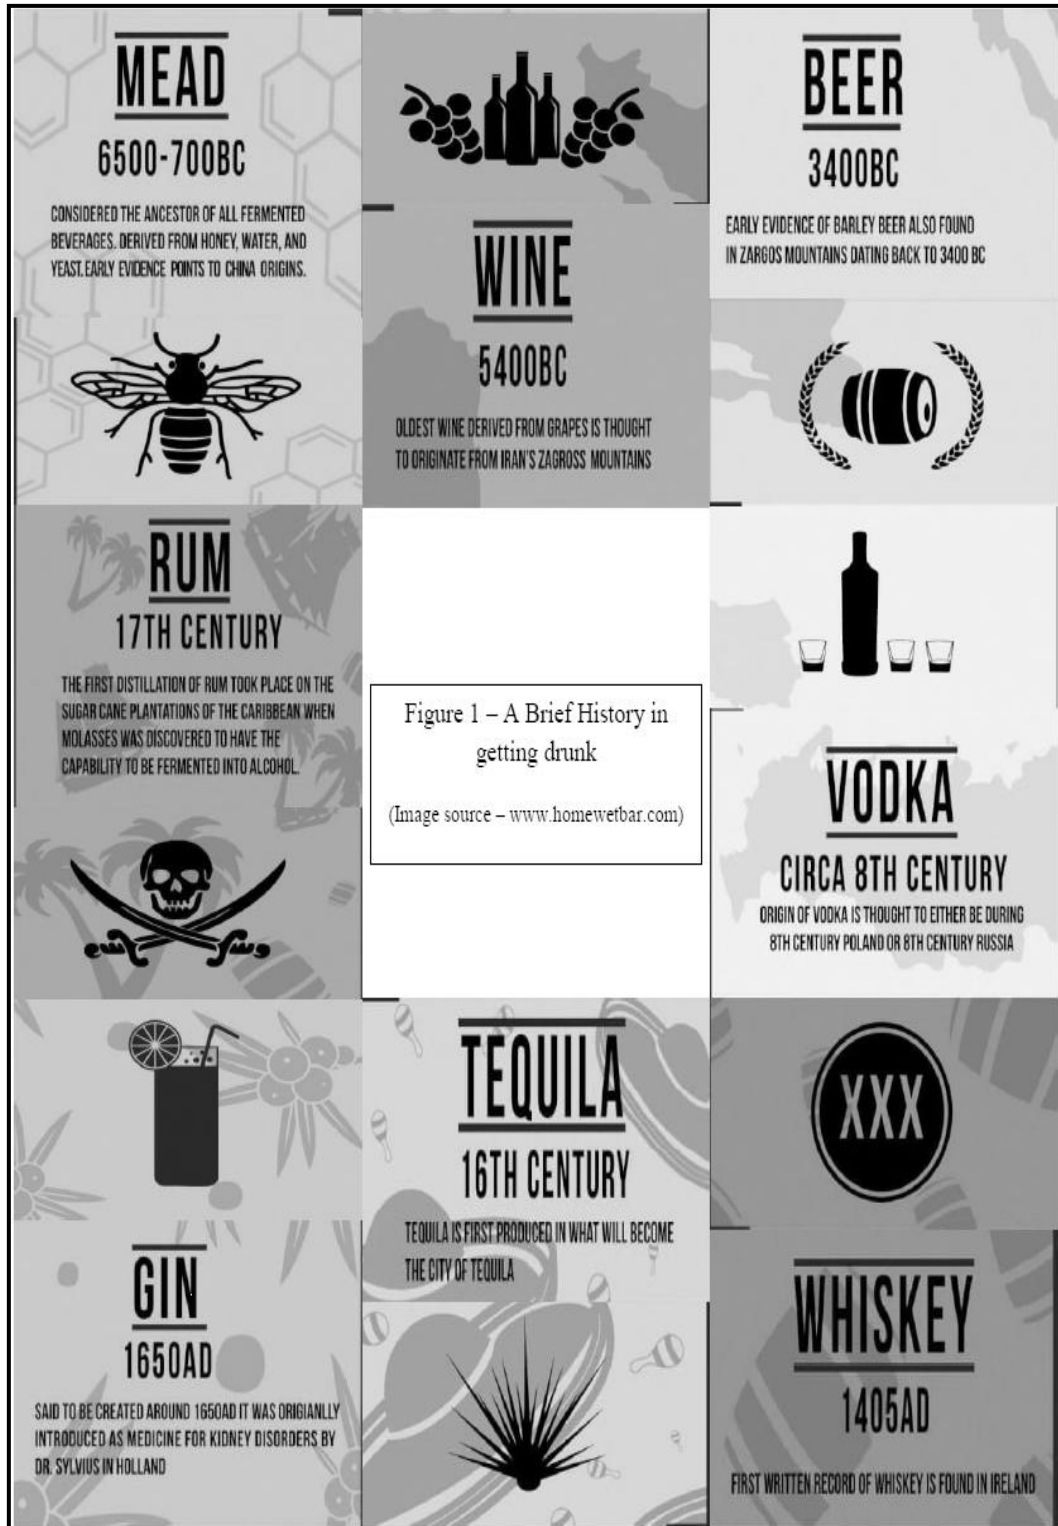 MEAD
6500-700BC
CONSIDERED THE ANCESTOR OF ALL FERMENTED
BEVERAGES. DERIVED FROM HONEY, WATER, AND
YEAST.EARLY EVIDENCE POINTS TO CHINA ORIGINS.
WINE
5400BC
OLDEST WINE DERIVED FROM GRAPES IS THOUGHT
TO ORIGINATE FROM IRAN'S ZAGROSS MOUNTAINS
BEER
3400BC
EARLY EVIDENCE OF BARLEY BEER ALSO FOUND
IN ZARGOS MOUNTAINS DATING BACK TO 3400 BC
RUM
17TH CENTURY
THE FIRST DISTILLATION OF RUM TOOK PLACE ON THE
SUGAR CANE PLANTATIONS OF THE CARIBBEAN WHEN
MOLASSES WAS DISCOVERED TO HAVE THE
CAPABILITY TO BE FERMENTED INTO ALCOHOL.
Figure 1 – A Brief History in
getting drunk
(Image source – www.homewetbar.com)
VODKA
CIRCA 8TH CENTURY
ORIGIN OF VODKA IS THOUGHT TO EITHER BE DURING
8TH CENTURY POLAND OR 8TH CENTURY RUSSIA
GIN
1650AD
SAID TO BE CREATED AROUND 1650AD IT WAS ORIGIANLLY
INTRODUCED AS MEDICINE FOR KIDNEY DISORDERS BY
DR. SYLVIUS IN HOLLAND
TEQUILA
16TH CENTURY
TEQUILA IS FIRST PRODUCED IN WHAT WILL BECOME
THE CITY OF TEQUILA
XXX
WHISKEY
1405AD
FIRST WRITTEN RECORD OF WHISKEY IS FOUND IN IRELAND